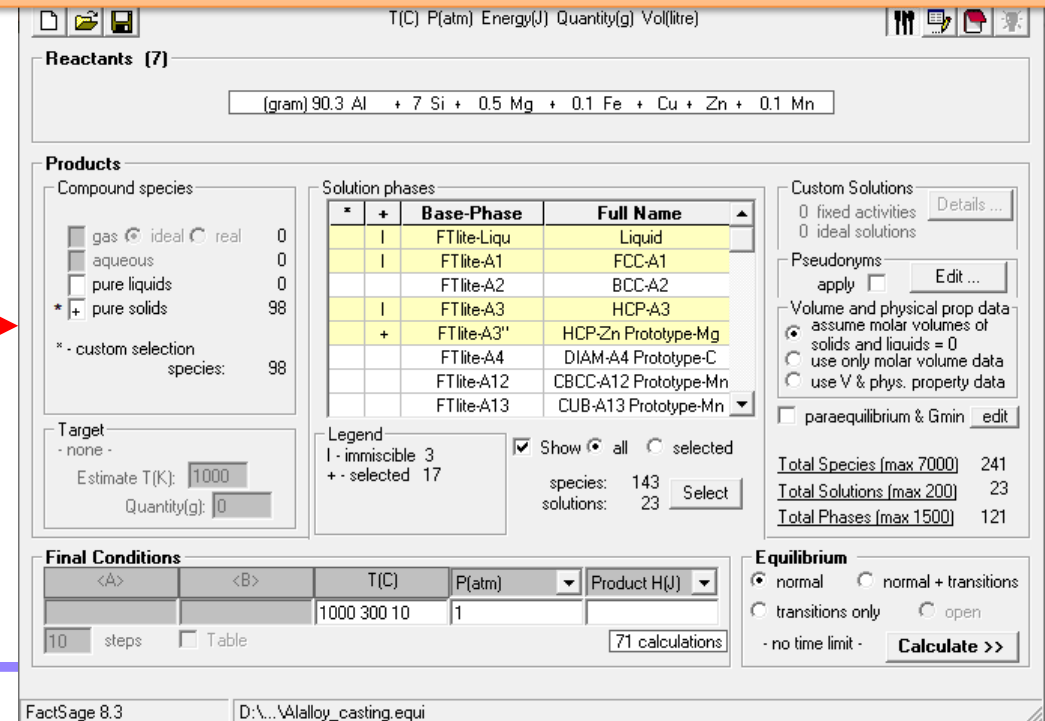 T(C) P(atm) Energy(J) Quantity(g) Vol(litre)
Reactants (7)
(gram) 90.3 Al + 7 Si + 0.5 Mg + 0.1 Fe + Cu + Zn + 0.1 Mn
Products
Compound species
gas ideal real 0
aqueous 0
pure liquids 0
* + pure solids 98
* - custom selection
species: 98
Target
- none -
Estimate T(K): 1000
Quantity(g): 0
Solution phases
* + Base-Phase Full Name
I FTlite-Liqu Liquid
I FTlite-A1 FCC-A1
FTlite-A2 BCC-A2
I FTlite-A3 HCP-A3
+ FTlite-A3'' HCP-Zn Prototype-Mg
FTlite-A4 DIAM-A4 Prototype-C
FTlite-A12 CBCC-A12 Prototype-Mn
FTlite-A13 CUB-A13 Prototype-Mn
Legend
I - immiscible 3
+ - selected 17
Show all selected
species: 143
solutions: 23
Select
Custom Solutions
0 fixed activities
0 ideal solutions
Details ...
Pseudonyms
apply Edit ...
Volume and physical prop data
assume molar volumes of
solids and liquids = 0
use only molar volume data
use V & phys. property data
paraequilibrium & Gmin edit
Total Species (max 7000) 241
Total Solutions (max 200) 23
Total Phases (max 1500) 121
Final Conditions
<A> <B> T(C) P(atm) Product H(J)
1000 300 10 1
10 steps Table 71 calculations
Equilibrium
normal normal + transitions
transitions only open
- no time limit - Calculate >>
FactSage 8.3 D:\...\Alalloy_casting.equi